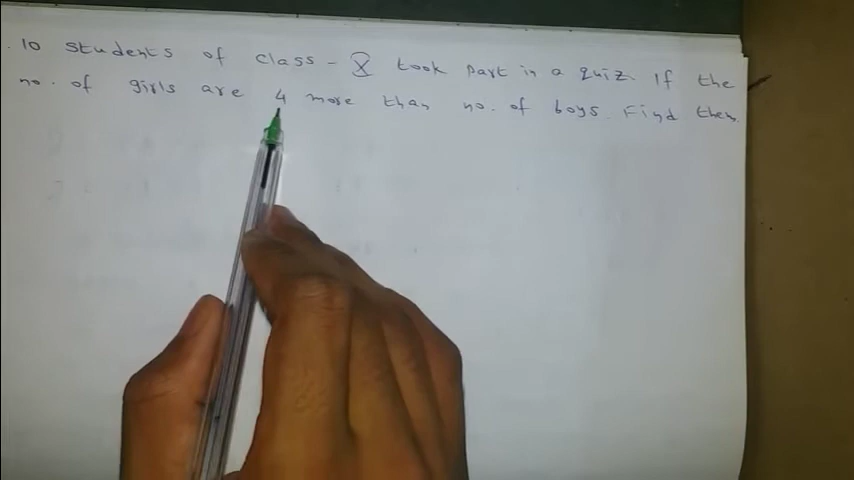 . 10 students of class - X took part in a quiz. If the
no. of girls are 4 more than no. of boys. Find them.